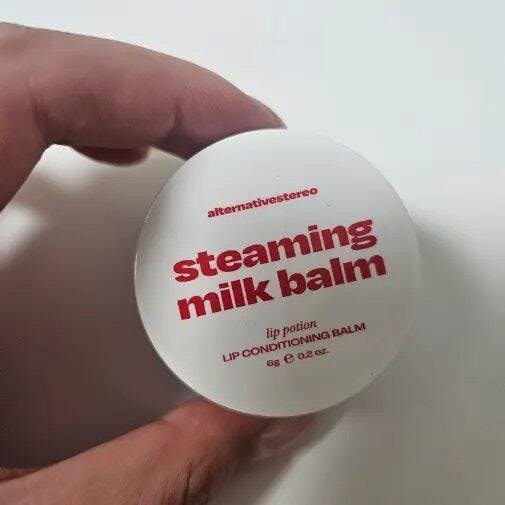 alternativestereo
steaming
milk balm
lip potion
LIP CONDITIONING BALM
6g ℮ 0.2 oz.